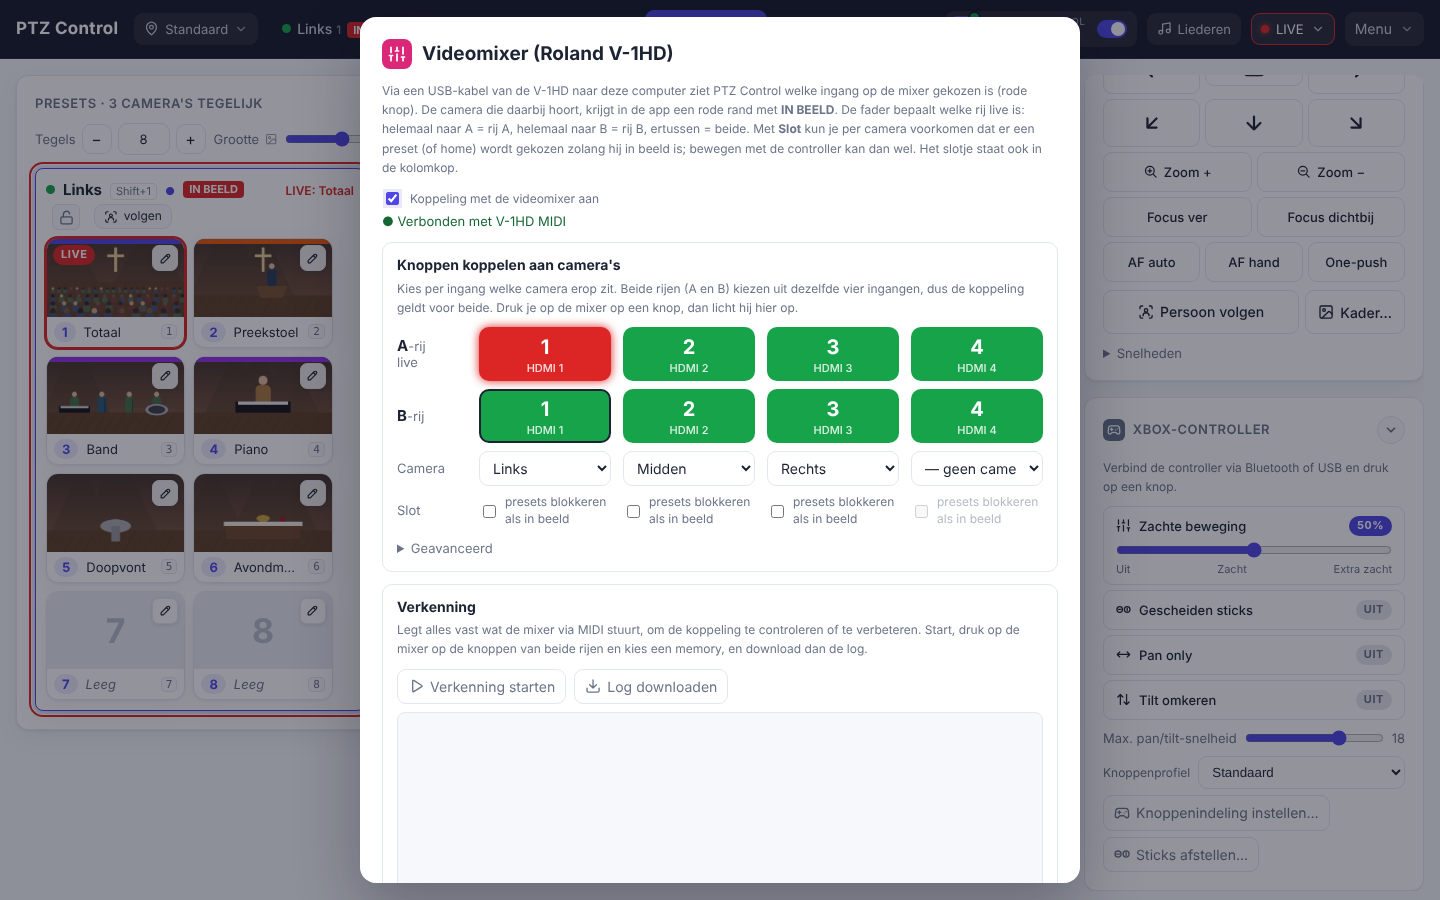 PTZ Control
Standaard
Links 1
Liederen
LIVE
Menu
PRESETS · 3 CAMERA'S TEGELIJK
Tegels − 8 + Grootte
Links Shift+1 IN BEELD LIVE: Totaal
volgen
LIVE
1 Totaal 1
2 Preekstoel 2
3 Band 3
4 Piano 4
5 Doopvont 5
6 Avondm... 6
7
8
7 Leeg 7
8 Leeg 8
Videomixer (Roland V-1HD)
Via een USB-kabel van de V-1HD naar deze computer ziet PTZ Control welke ingang op de mixer gekozen is (rode
knop). De camera die daarbij hoort, krijgt in de app een rode rand met IN BEELD. De fader bepaalt welke rij live is:
helemaal naar A = rij A, helemaal naar B = rij B, ertussen = beide. Met Slot kun je per camera voorkomen dat er een
preset (of home) wordt gekozen zolang hij in beeld is; bewegen met de controller kan dan wel. Het slotje staat ook in
de kolomkop.
Koppeling met de videomixer aan
Verbonden met V-1HD MIDI
Knoppen koppelen aan camera's
Kies per ingang welke camera erop zit. Beide rijen (A en B) kiezen uit dezelfde vier ingangen, dus de koppeling
geldt voor beide. Druk je op de mixer op een knop, dan licht hij hier op.
A-rij
live
1
HDMI 1
2
HDMI 2
3
HDMI 3
4
HDMI 4
B-rij
1
HDMI 1
2
HDMI 2
3
HDMI 3
4
HDMI 4
Camera Links Midden Rechts — geen came
Slot
presets blokkeren
als in beeld
presets blokkeren
als in beeld
presets blokkeren
als in beeld
presets blokkeren
als in beeld
Geavanceerd
Verkenning
Legt alles vast wat de mixer via MIDI stuurt, om de koppeling te controleren of te verbeteren. Start, druk op de
mixer op de knoppen van beide rijen en kies een memory, en download dan de log.
Verkenning starten
Log downloaden
Zoom +
Zoom −
Focus ver
Focus dichtbij
AF auto
AF hand
One-push
Persoon volgen
Kader...
Snelheden
XBOX-CONTROLLER
Verbind de controller via Bluetooth of USB en druk
op een knop.
Zachte beweging 50%
Uit Zacht Extra zacht
Gescheiden sticks UIT
Pan only UIT
Tilt omkeren UIT
Max. pan/tilt-snelheid 18
Knoppenprofiel Standaard
Knoppenindeling instellen...
Sticks afstellen...